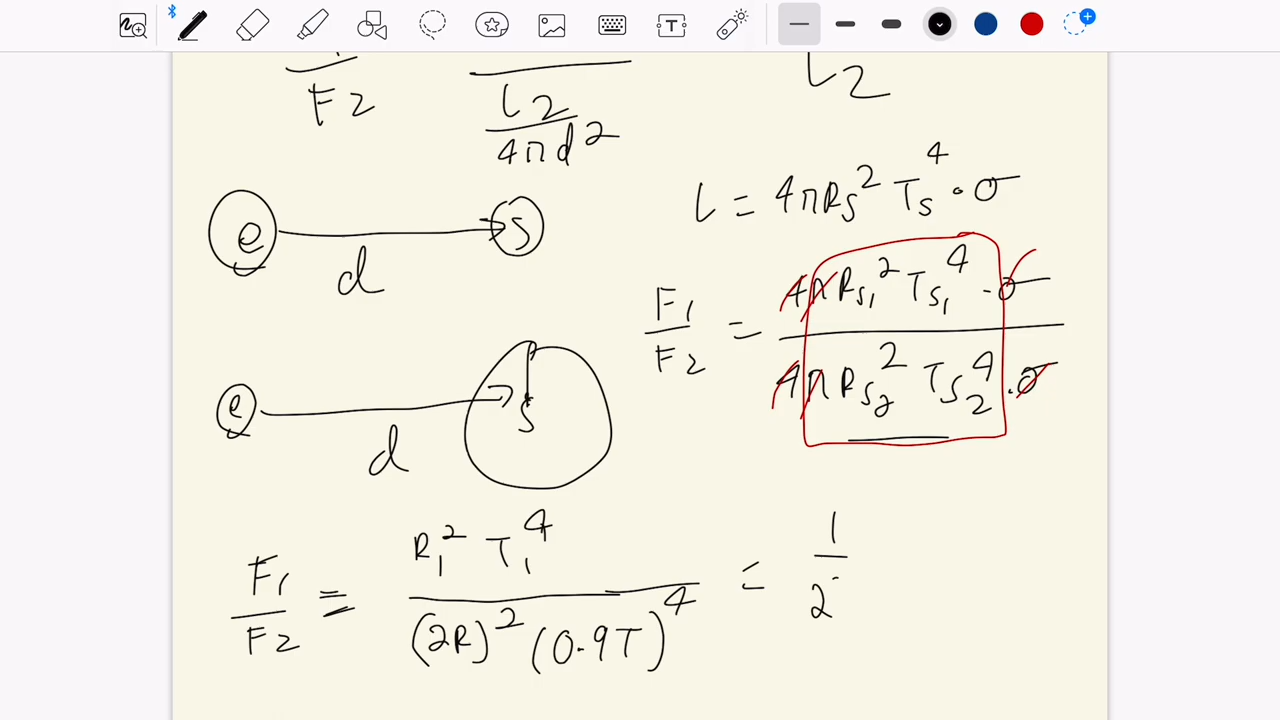 F2
L2
4πd2
L2
L = 4πRs² Ts⁴ · σ
e
d
S
F1/F2 = 4πRs₁² Ts₁⁴ · σ / 4πRs₂² Ts₂⁴ · σ
e
d
S
F1/F2 = R₁² T₁⁴ / (2R)² (0.9T)⁴ = 1/2